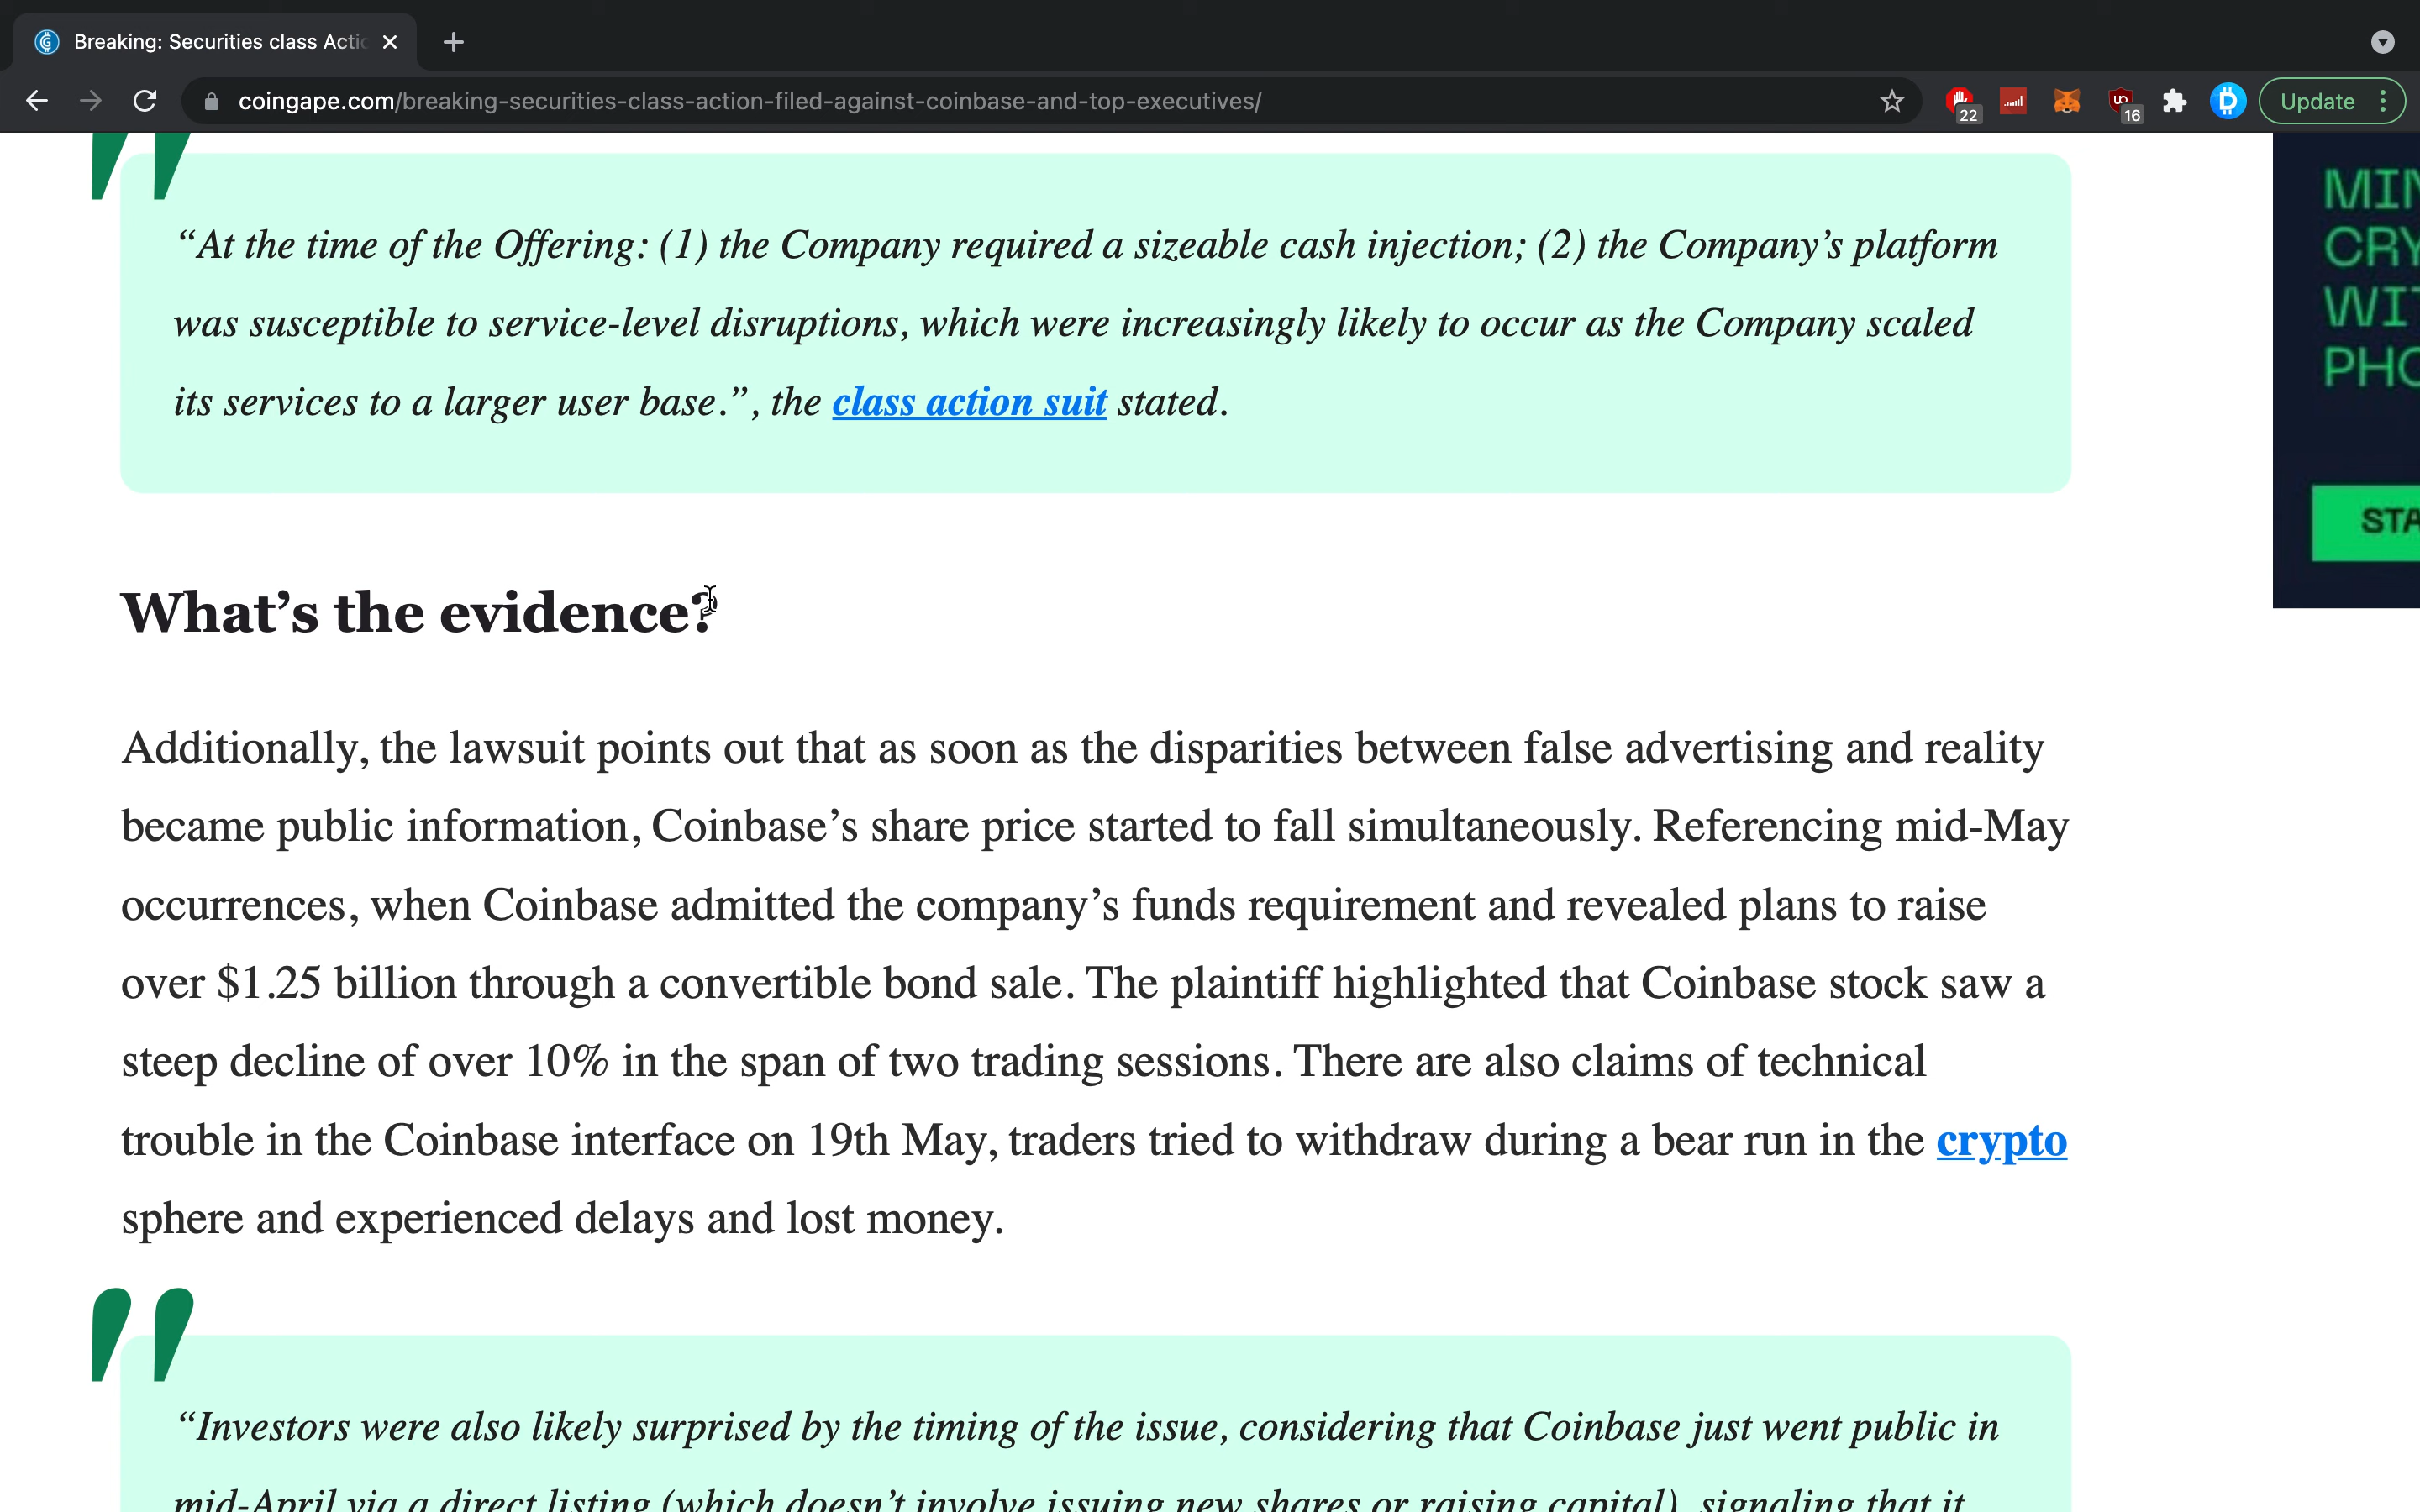 Breaking: Securities class Actio
coingape.com/breaking-securities-class-action-filed-against-coinbase-and-top-executives/
22
16
Update
“At the time of the Offering: (1) the Company required a sizeable cash injection; (2) the Company’s platform
was susceptible to service-level disruptions, which were increasingly likely to occur as the Company scaled
its services to a larger user base.”, the class action suit stated.
MIN
CRY
WIT
PHO
STA
What’s the evidence?
Additionally, the lawsuit points out that as soon as the disparities between false advertising and reality
became public information, Coinbase’s share price started to fall simultaneously. Referencing mid-May
occurrences, when Coinbase admitted the company’s funds requirement and revealed plans to raise
over $1.25 billion through a convertible bond sale. The plaintiff highlighted that Coinbase stock saw a
steep decline of over 10% in the span of two trading sessions. There are also claims of technical
trouble in the Coinbase interface on 19th May, traders tried to withdraw during a bear run in the crypto
sphere and experienced delays and lost money.
“Investors were also likely surprised by the timing of the issue, considering that Coinbase just went public in
mid-April via a direct listing (which doesn’t involve issuing new shares or raising capital), signaling that it